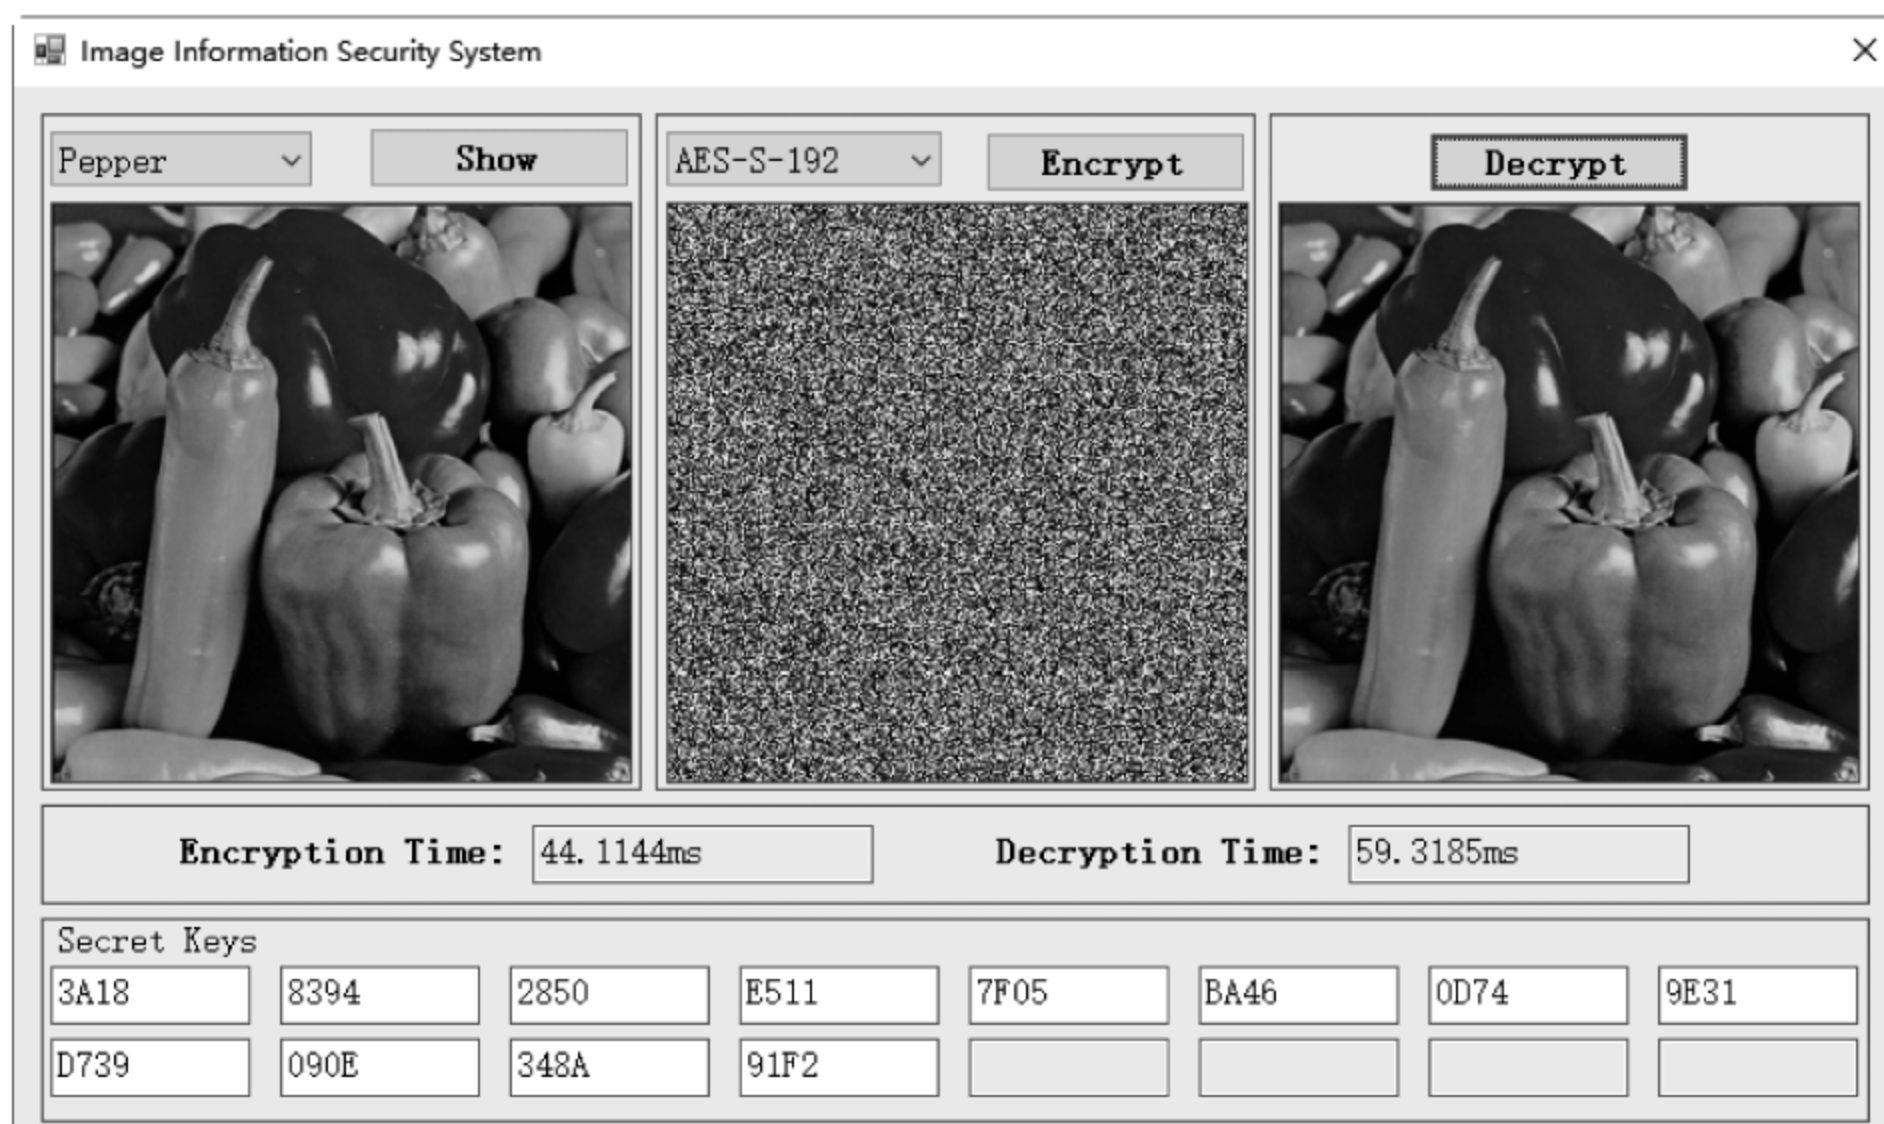 Image Information Security System
Pepper Show AES-S-192 Encrypt Decrypt
Encryption Time: 44.1144ms Decryption Time: 59.3185ms
Secret Keys
3A18 8394 2850 E511 7F05 BA46 0D74 9E31
D739 090E 348A 91F2